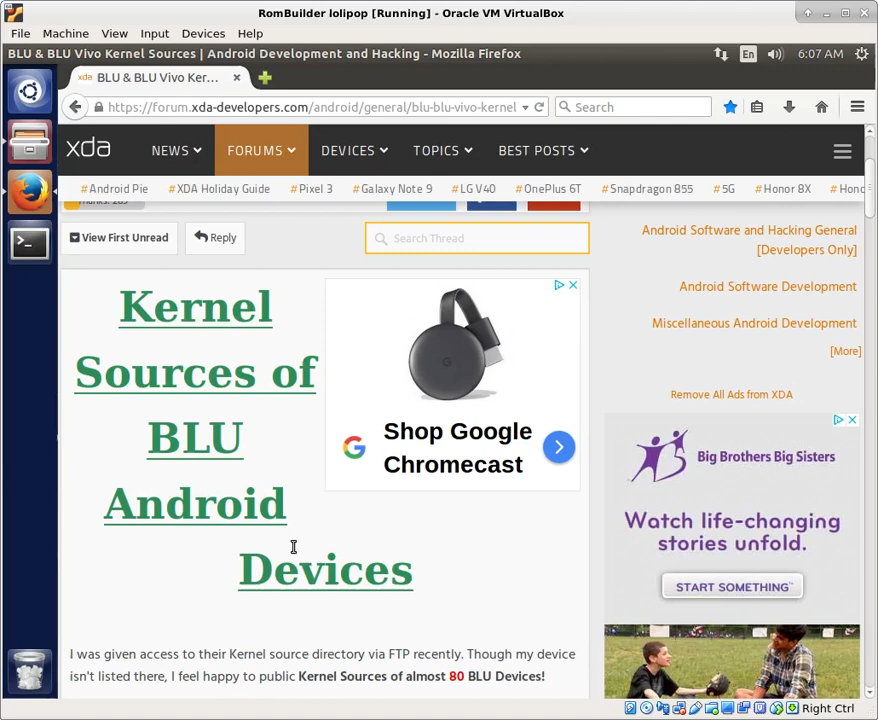 RomBuilder lolipop [Running] - Oracle VM VirtualBox
File Machine View Input Devices Help
BLU & BLU Vivo Kernel Sources | Android Development and Hacking - Mozilla Firefox
En 6:07 AM
xda BLU & BLU Vivo Ker...
https://forum.xda-developers.com/android/general/blu-blu-vivo-kernel
Search
xda NEWS FORUMS DEVICES TOPICS BEST POSTS
#Android Pie #XDA Holiday Guide #Pixel 3 #Galaxy Note 9 #LG V40 #OnePlus 6T #Snapdragon 855 #5G #Honor 8X #Hono
View First Unread Reply Search Thread
Kernel
Sources of
BLU
Android
Devices
Shop Google
Chromecast
I was given access to their Kernel source directory via FTP recently. Though my device
isn't listed there, I feel happy to public Kernel Sources of almost 80 BLU Devices!
Android Software and Hacking General
[Developers Only]
Android Software Development
Miscellaneous Android Development
[More]
Remove All Ads from XDA
Big Brothers Big Sisters
Watch life-changing
stories unfold.
START SOMETHING™
Right Ctrl